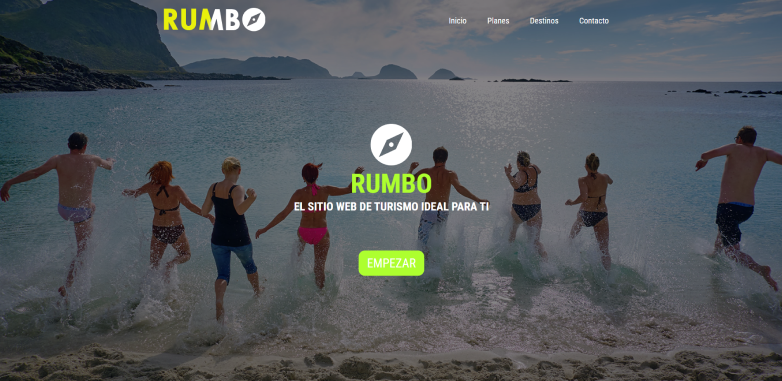 RUMBO
Inicio Planes Destinos Contacto
RUMBO
EL SITIO WEB DE TURISMO IDEAL PARA TI
EMPEZAR